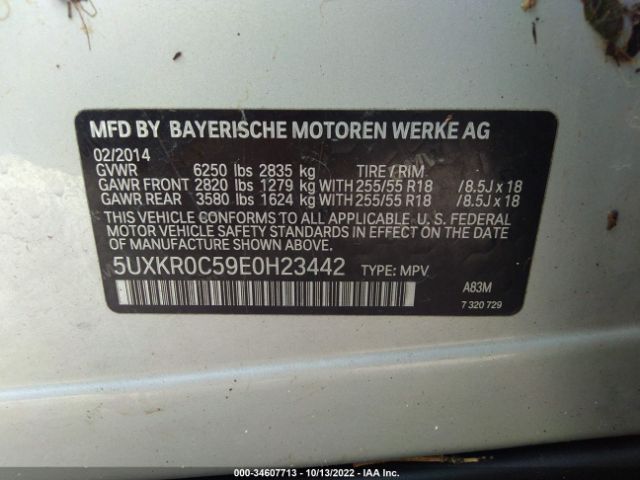 MFD BY BAYERISCHE MOTOREN WERKE AG
02/2014
GVWR 6250 lbs 2835 kg TIRE / RIM
GAWR FRONT 2820 lbs 1279 kg WITH 255/55 R18 /8.5J x 18
GAWR REAR 3580 lbs 1624 kg WITH 255/55 R18 /8.5J x 18
THIS VEHICLE CONFORMS TO ALL APPLICABLE, U. S. FEDERAL
MOTOR VEHICLE SAFETY STANDARDS IN EFFECT ON THE
DATE OF MANUFACTURE SHOWN ABOVE.
5UXKR0C59E0H23442 TYPE: MPV
A83M
7 320 729
000-34607713 - 10/13/2022 - Copyright IAA, LLC